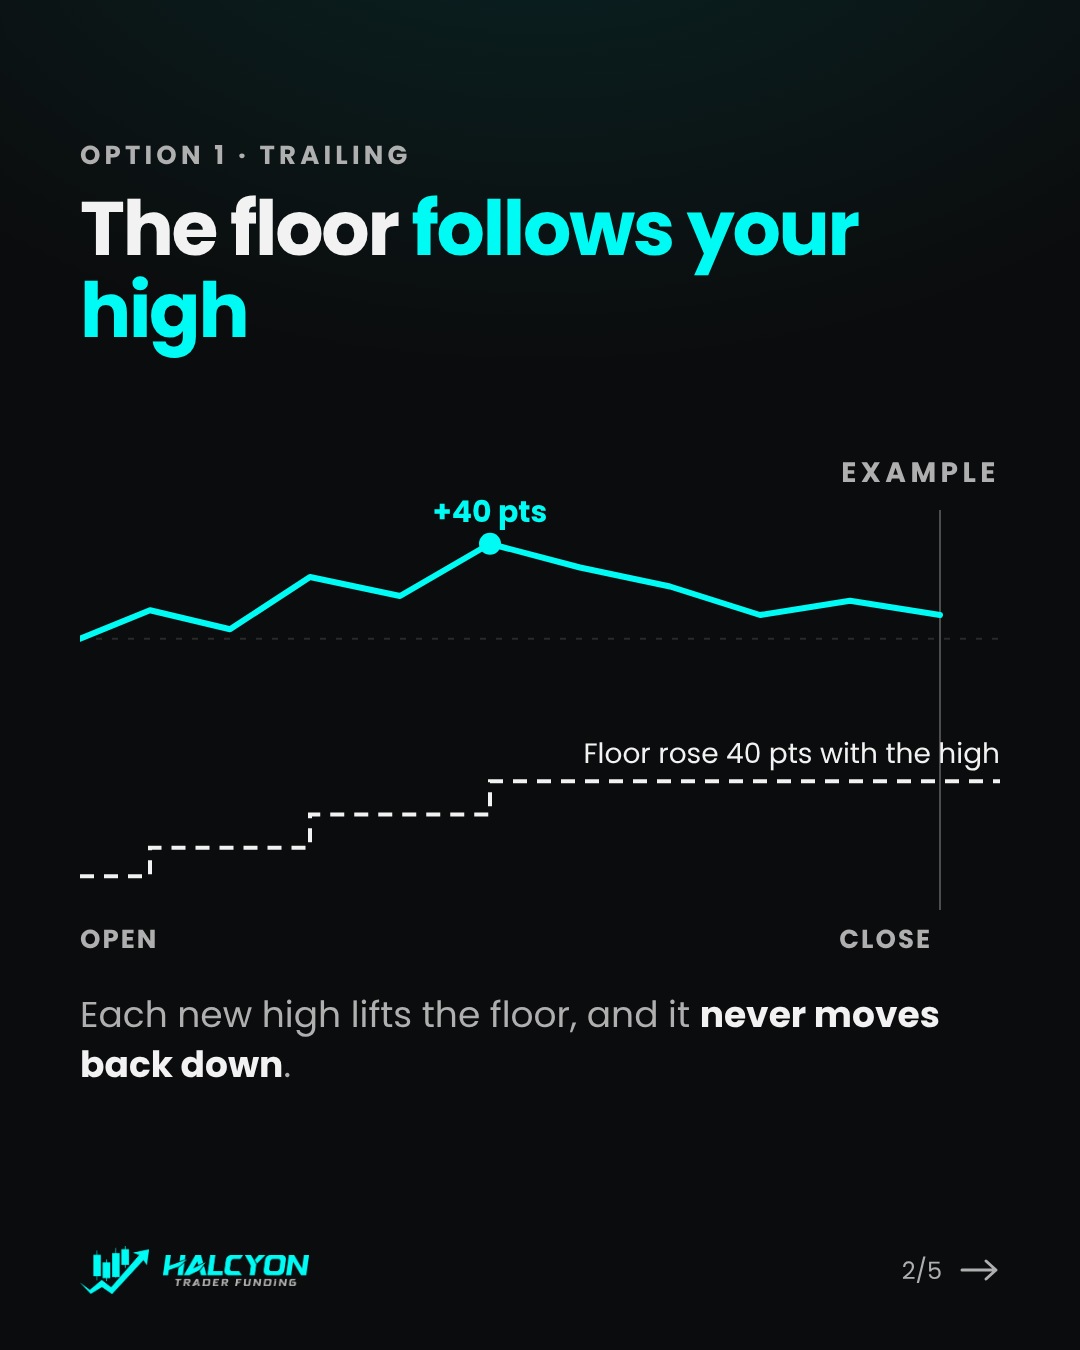 OPTION 1 · TRAILING
The floor follows your
high
EXAMPLE
+40 pts
Floor rose 40 pts with the high
OPEN
CLOSE
Each new high lifts the floor, and it never moves
back down.
HALCYON
TRADER FUNDING
2/5